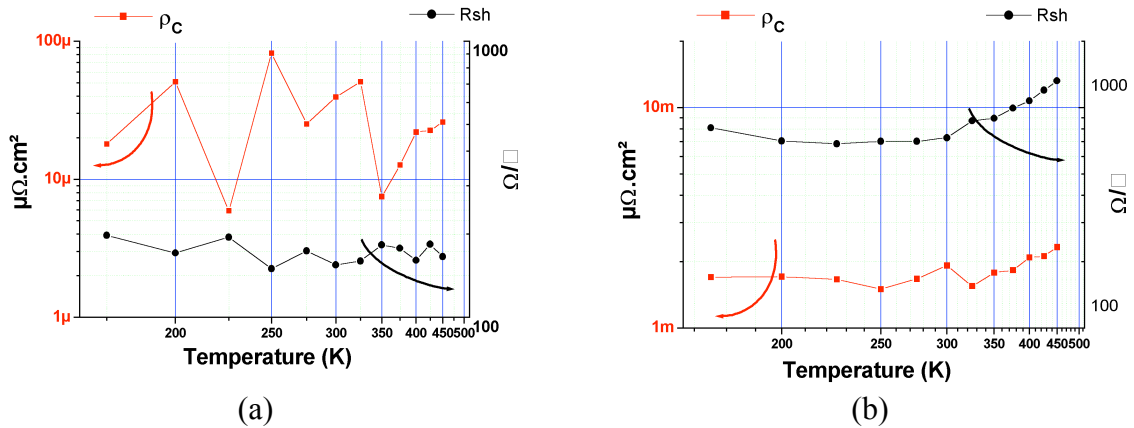 ρC Rsh
100µ
10µ
1µ
µΩ.cm²
1000
100
Ω/□
200 250 300 350 400 450 500
Temperature (K)
(a)
ρC Rsh
10m
1m
µΩ.cm²
1000
100
Ω/□
200 250 300 350 400 450 500
Temperature (K)
(b)